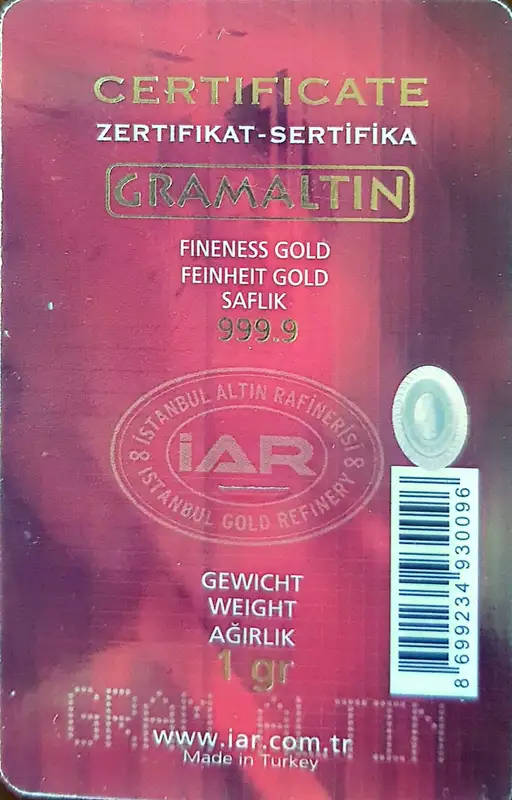 CERTIFICATE
ZERTIFIKAT-SERTİFİKA
GRAMALTIN
FINENESS GOLD
FEINHEIT GOLD
SAFLIK
999.9
İSTANBUL ALTIN RAFİNERİSİ
iAR
ISTANBUL GOLD REFINERY
8699234930096
GEWICHT
WEIGHT
AĞIRLIK
1 gr
GRAM ALTIN
www.iar.com.tr
Made in Turkey